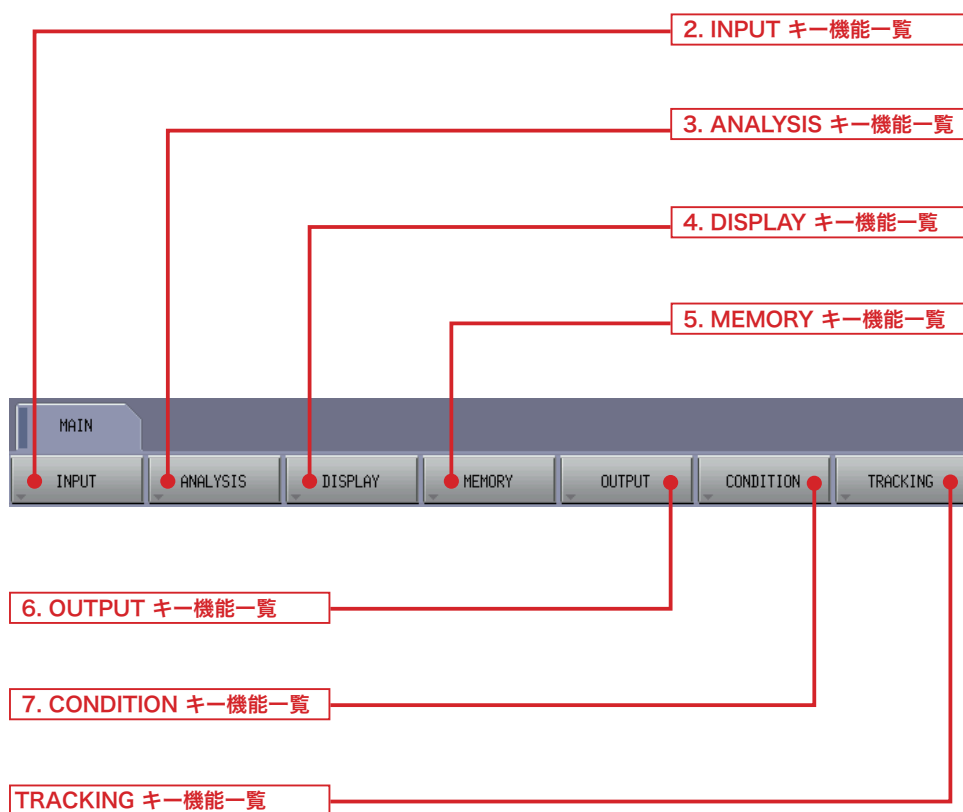 2. INPUT キー機能一覧
3. ANALYSIS キー機能一覧
4. DISPLAY キー機能一覧
5. MEMORY キー機能一覧
MAIN
INPUT ANALYSIS DISPLAY MEMORY OUTPUT CONDITION TRACKING
6. OUTPUT キー機能一覧
7. CONDITION キー機能一覧
TRACKING キー機能一覧